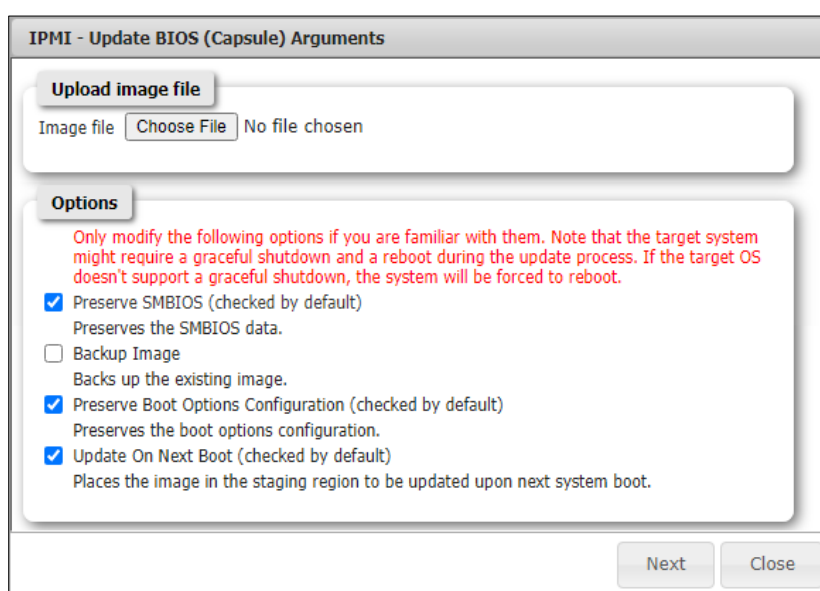 IPMI - Update BIOS (Capsule) Arguments
Upload image file
Image file Choose File No file chosen
Options
Only modify the following options if you are familiar with them. Note that the target system
might require a graceful shutdown and a reboot during the update process. If the target OS
doesn't support a graceful shutdown, the system will be forced to reboot.
Preserve SMBIOS (checked by default)
Preserves the SMBIOS data.
Backup Image
Backs up the existing image.
Preserve Boot Options Configuration (checked by default)
Preserves the boot options configuration.
Update On Next Boot (checked by default)
Places the image in the staging region to be updated upon next system boot.
Next Close